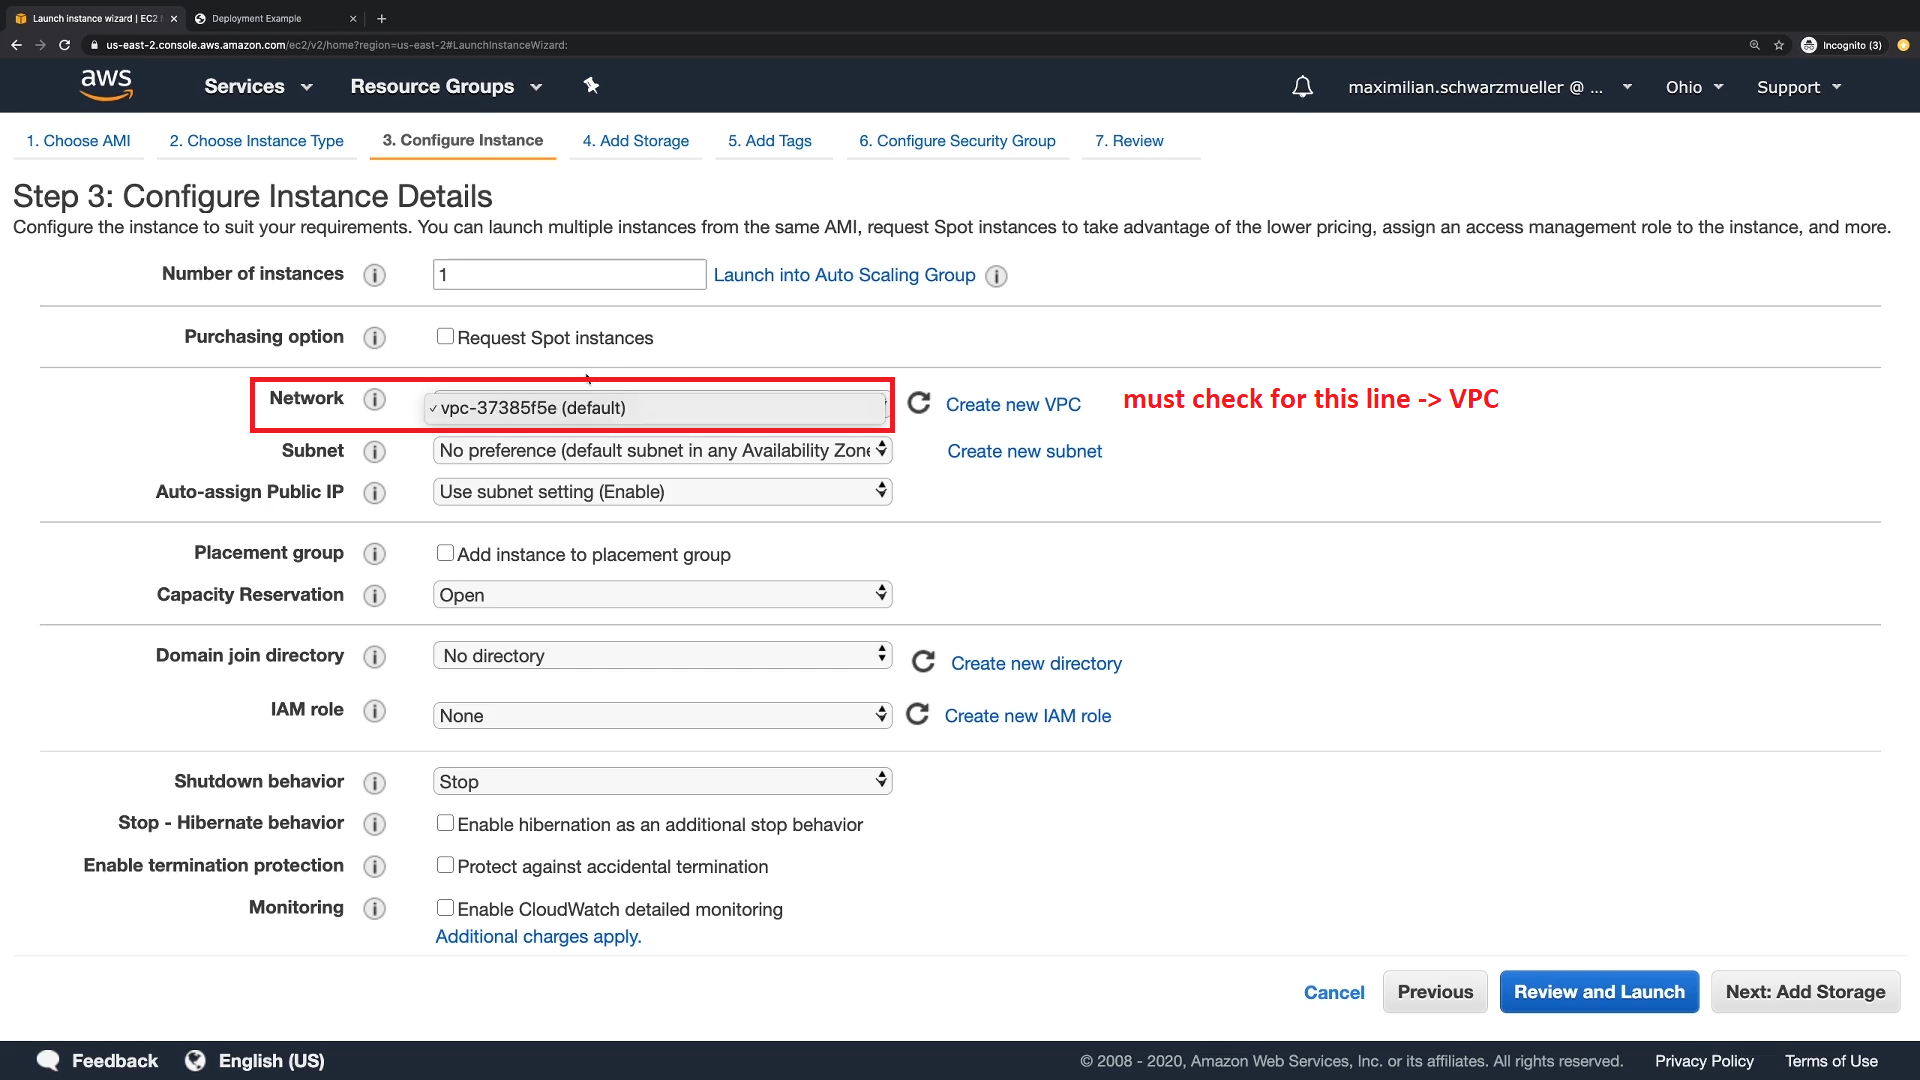 Launch instance wizard | EC2
Deployment Example
us-east-2.console.aws.amazon.com/ec2/v2/home?region=us-east-2#LaunchInstanceWizard:
Incognito (3)
aws
Services
Resource Groups
maximilian.schwarzmueller @ ...
Ohio
Support
1. Choose AMI
2. Choose Instance Type
3. Configure Instance
4. Add Storage
5. Add Tags
6. Configure Security Group
7. Review
Step 3: Configure Instance Details
Configure the instance to suit your requirements. You can launch multiple instances from the same AMI, request Spot instances to take advantage of the lower pricing, assign an access management role to the instance, and more.
Number of instances
1
Launch into Auto Scaling Group
Purchasing option
Request Spot instances
Network
vpc-37385f5e (default)
Create new VPC
must check for this line -> VPC
Subnet
No preference (default subnet in any Availability Zone
Create new subnet
Auto-assign Public IP
Use subnet setting (Enable)
Placement group
Add instance to placement group
Capacity Reservation
Open
Domain join directory
No directory
Create new directory
IAM role
None
Create new IAM role
Shutdown behavior
Stop
Stop - Hibernate behavior
Enable hibernation as an additional stop behavior
Enable termination protection
Protect against accidental termination
Monitoring
Enable CloudWatch detailed monitoring
Additional charges apply.
Cancel
Previous
Review and Launch
Next: Add Storage
Feedback
English (US)
© 2008 - 2020, Amazon Web Services, Inc. or its affiliates. All rights reserved.
Privacy Policy
Terms of Use